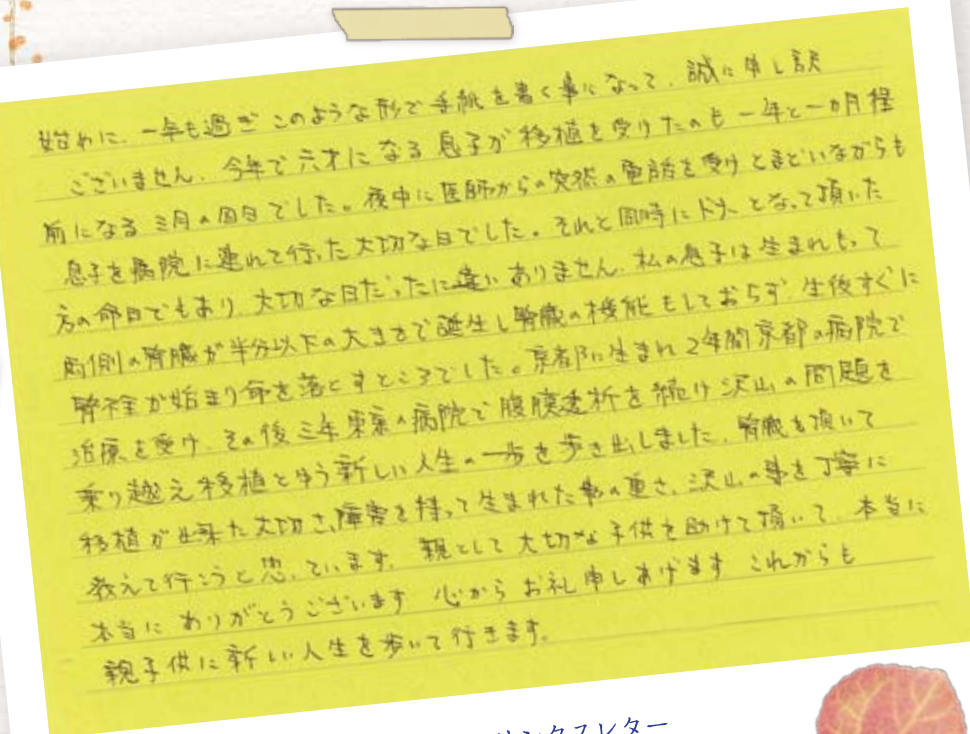 始めに、一年も過ぎ このような形で手紙を書く事になって、誠に申し訳
ございません、今年で六才になる息子が移植を受けたのも一年と一ヵ月程
前になる三月の日でした。夜中に医師からの突然の電話を受けとまどいながらも
息子を病院に連れて行った大切な日でした。それと同時にドナーとなって頂いた
方の命日でもあり、大切な日だったに違いありません、私の息子は生まれもって
両側の腎臓が半分以下の大きさで誕生し腎臓の機能もしておらず、生後すぐに
腎不全が始まり命を落とすところでした。京都に生まれ2年間京都の病院で
治療を受け、その後三年東京の病院で腹膜透析を続け沢山の問題を
乗り越え移植とゆう新しい人生の一歩を歩き出しました、腎臓を頂いて
移植が出来た大切さ、障害を持って生まれた事の重さ、沢山の事を丁寧に
教えて行こうと思っています。親として大切な子供を助けて頂いて、本当に
本当にありがとうございます 心からお礼申しあげます これからも
親子供に新しい人生を歩いて行きます。
サンクスレター